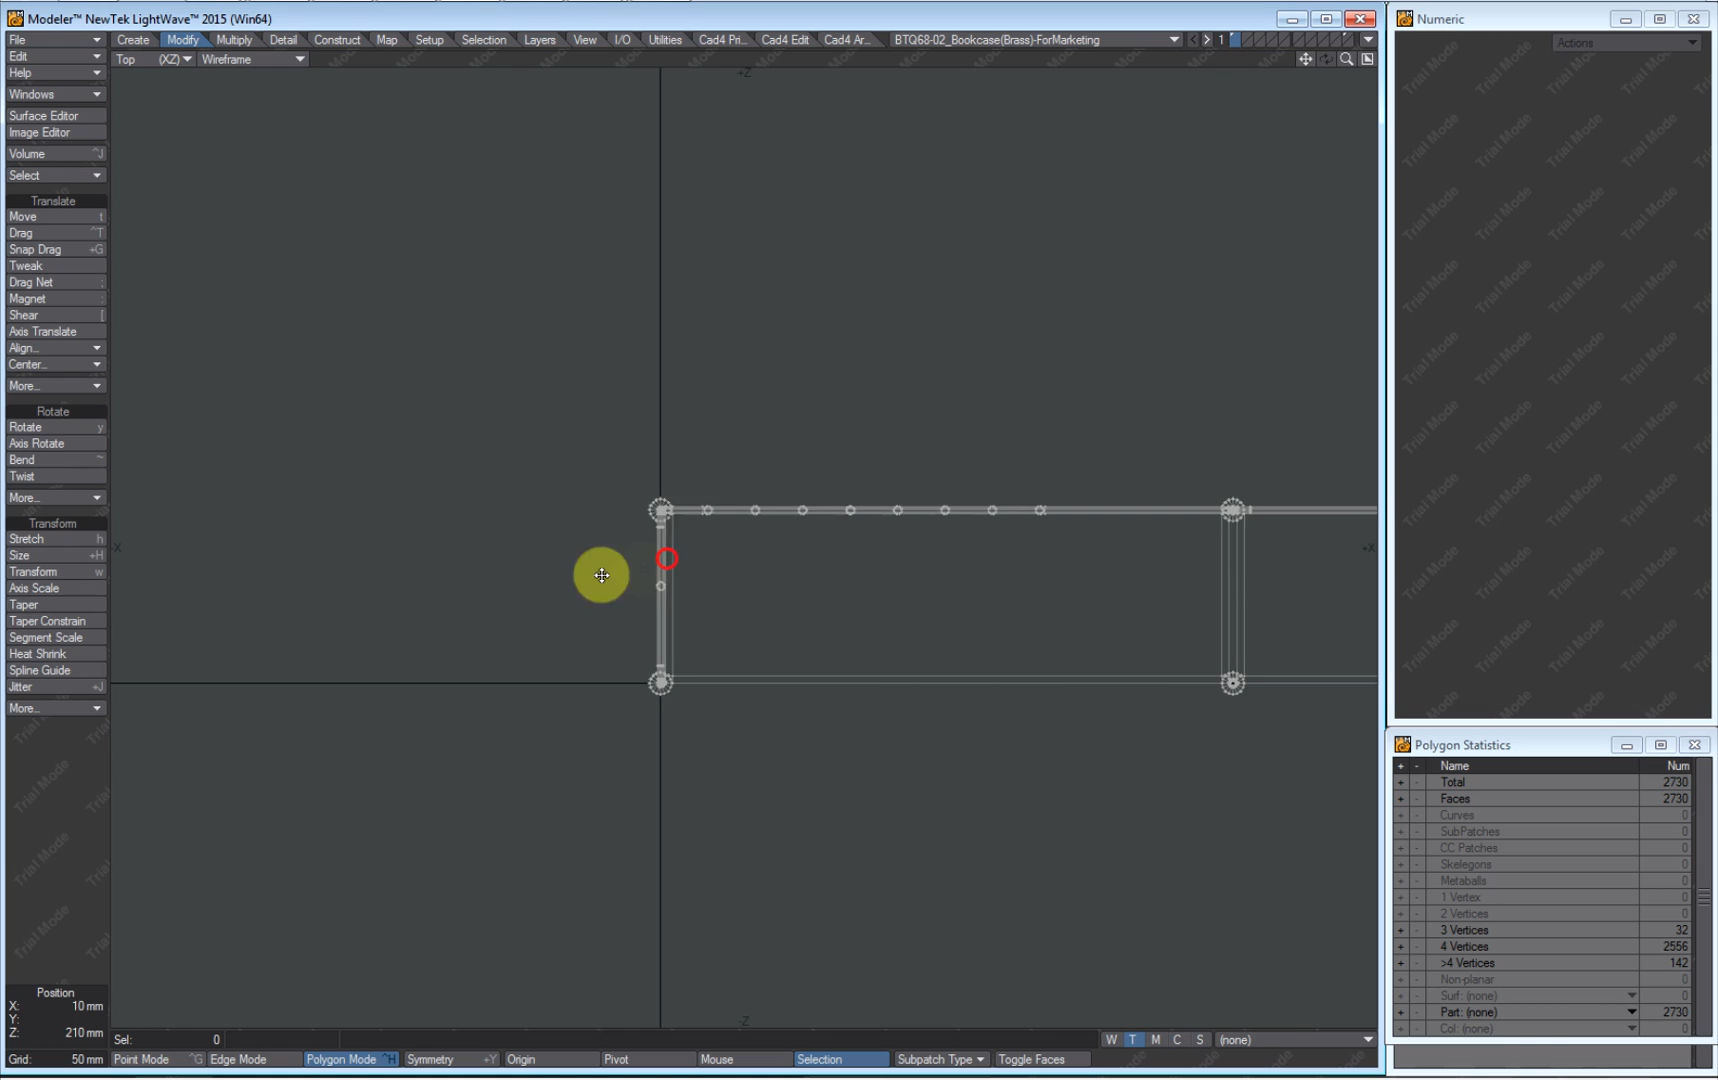 Modeler™ NewTek LightWave™ 2015 (Win64)
File
Create Modify Multiply Detail Construct Map Setup Selection Layers View I/O Utilities Cad4 Pri... Cad4 Edit Cad4 Ar... BTQ68-02_Bookcase(Brass)-ForMarketing < > 1
Edit
Top (XZ) Wireframe
Help
Windows
Surface Editor
Image Editor
Volume ^J
Select
Translate
Move t
Drag ^T
Snap Drag +G
Tweak
Drag Net ;
Magnet :
Shear [
Axis Translate
Align...
Center...
More...
Rotate
Rotate y
Axis Rotate
Bend ~
Twist
More...
Transform
Stretch h
Size +H
Transform w
Axis Scale
Taper
Taper Constrain
Segment Scale
Heat Shrink
Spline Guide
Jitter +J
More...
Position
X: 10 mm
Y:
Z: 210 mm
Grid: 50 mm
+Z
-X
+X
-Z
Sel: 0
W T M C S (none)
Point Mode ^G Edge Mode Polygon Mode ^H Symmetry +Y Origin Pivot Mouse Selection Subpatch Type Toggle Faces
Numeric
Actions
Trial Mode
Polygon Statistics
+ - Name Num
+ - Total 2730
+ - Faces 2730
+ - Curves 0
+ - SubPatches 0
+ - CC Patches 0
+ - Skelegons 0
+ - Metaballs 0
+ - 1 Vertex 0
+ - 2 Vertices 0
+ - 3 Vertices 32
+ - 4 Vertices 2556
+ - >4 Vertices 142
+ - Non-planar 0
+ - Surf: (none) 0
+ - Part: (none) 2730
+ - Col: (none) 0